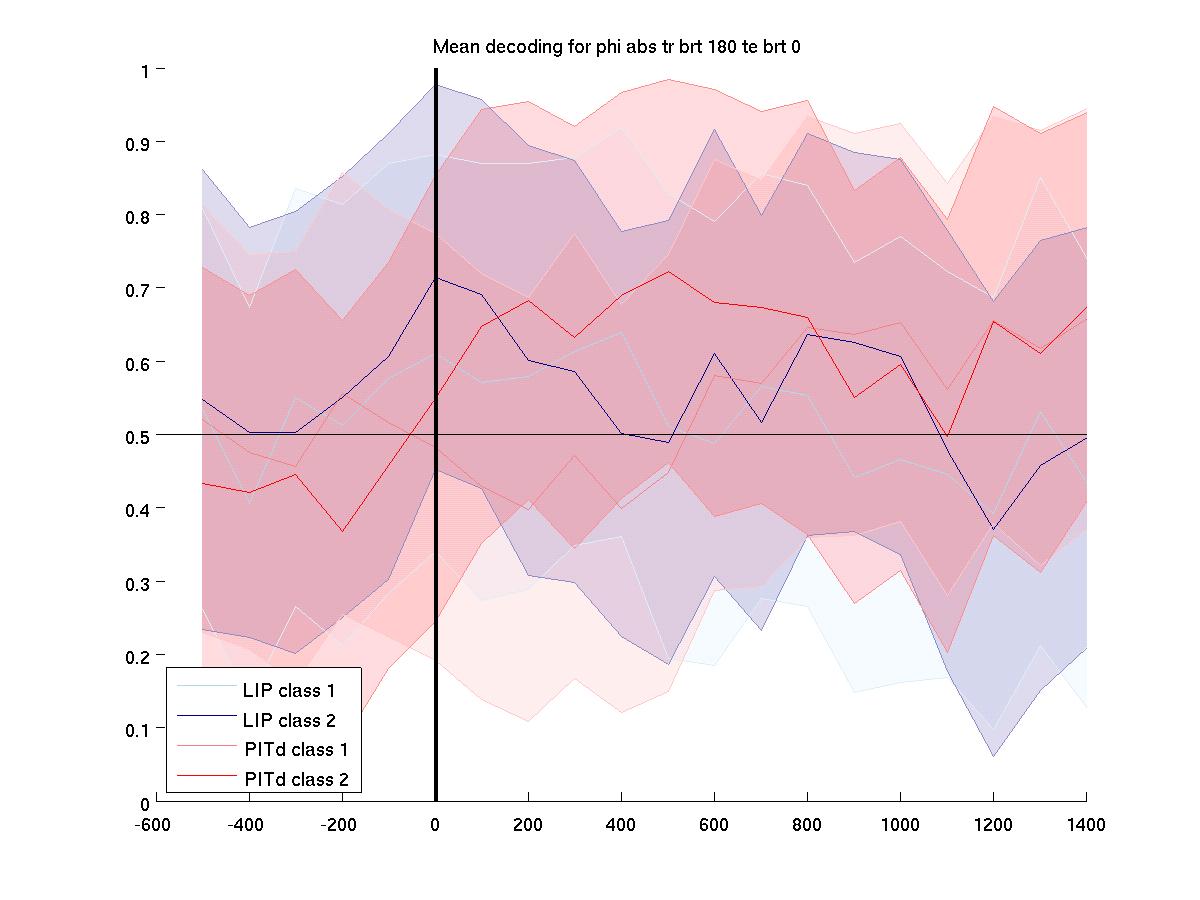 Mean decoding for phi abs tr brt 180 te brt 0
1
0.9
0.8
0.7
0.6
0.5
0.4
0.3
0.2
0.1
0
LIP class 1
LIP class 2
PITd class 1
PITd class 2
-600 -400 -200 0 200 400 600 800 1000 1200 1400